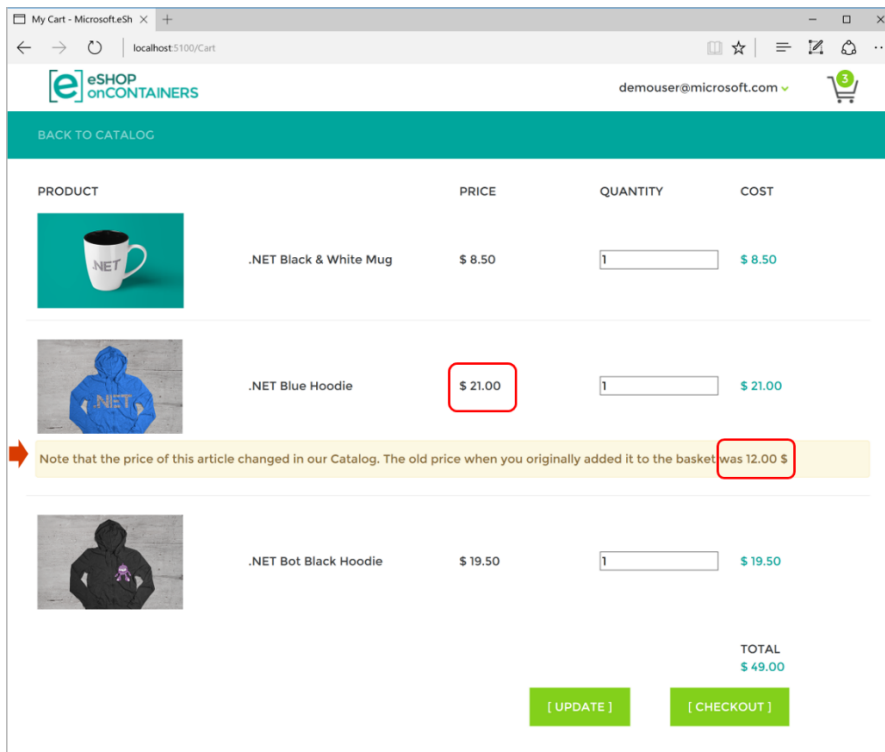 My Cart - Microsoft.eSh
localhost:5100/Cart
eSHOP
onCONTAINERS
demouser@microsoft.com
3
BACK TO CATALOG
PRODUCT PRICE QUANTITY COST
.NET
.NET Black & White Mug $ 8.50 1 $ 8.50
.NET
.NET Blue Hoodie $ 21.00 1 $ 21.00
Note that the price of this article changed in our Catalog. The old price when you originally added it to the basket was 12.00 $
.NET Bot Black Hoodie $ 19.50 1 $ 19.50
TOTAL
$ 49.00
[ UPDATE ] [ CHECKOUT ]